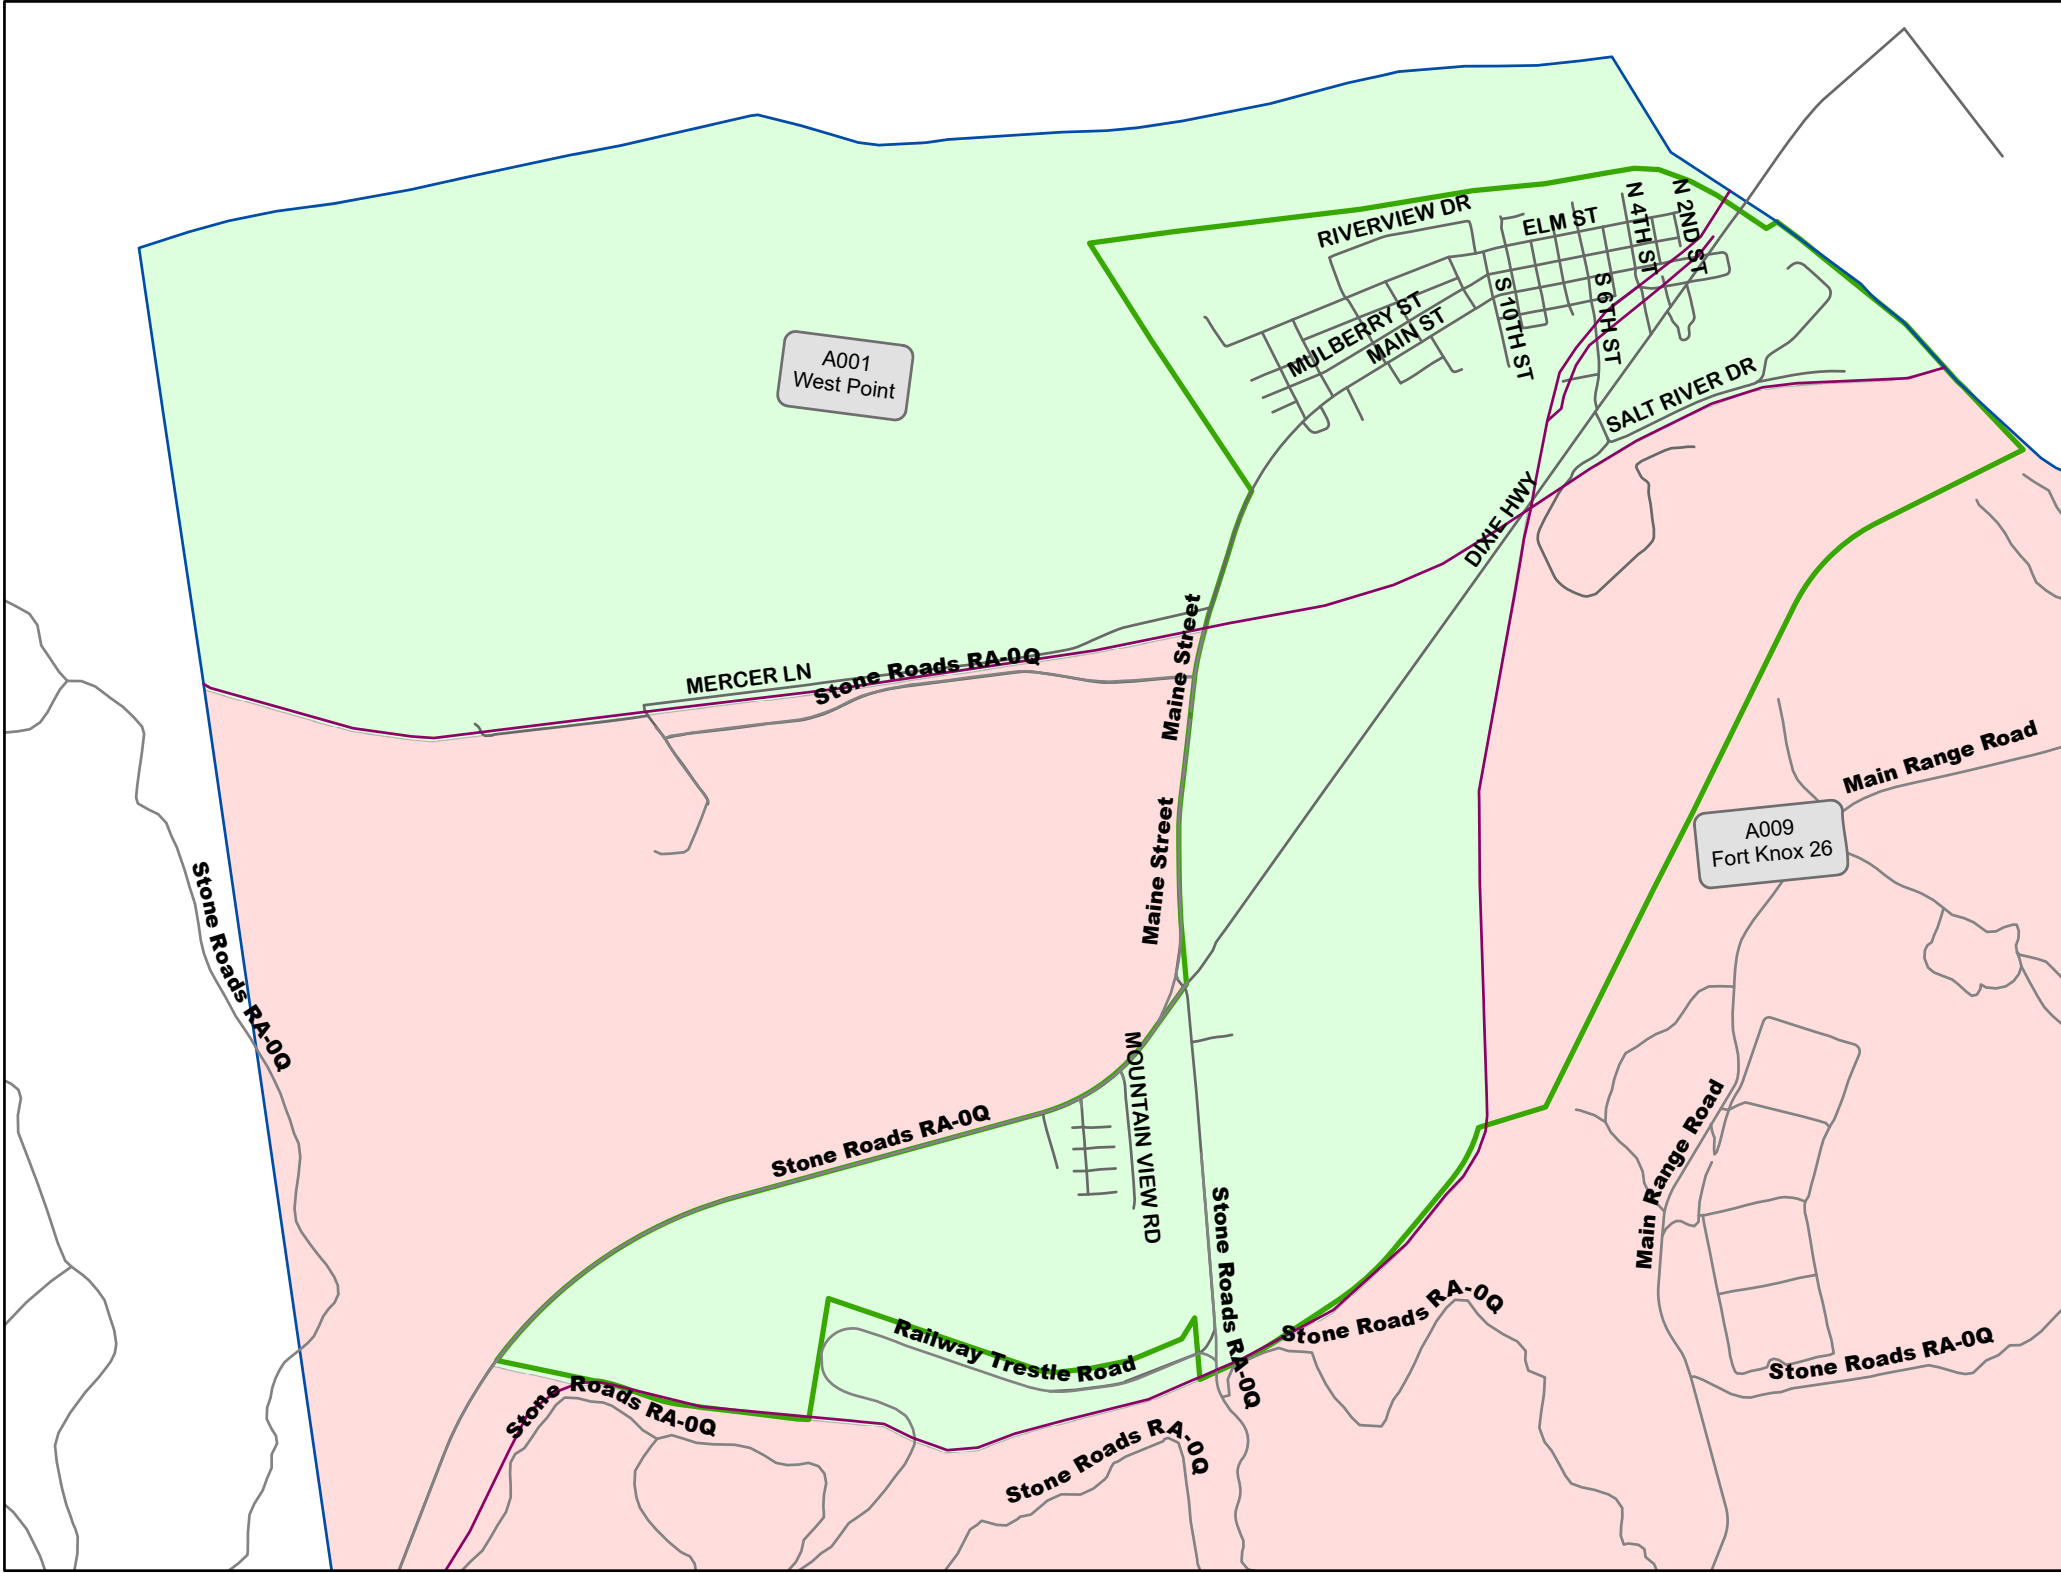 N 4TH ST
N 2ND ST
RIVERVIEW DR
ELM ST
S 10TH ST
S 6TH ST
MULBERRY ST
MAIN ST
A001
West Point
SALT RIVER DR
DIXIE HWY
Maine Street
MERCER LN
Stone Roads RA-0Q
Main Range Road
A009
Fort Knox 26
Maine Street
Stone Roads RA-0Q
MOUNTAIN VIEW RD
Stone Roads RA-0Q
Main Range Road
Stone Roads RA-0Q
Stone Roads RA-0Q
Railway Trestle Road
Stone Roads RA-0Q
Stone Roads RA-0Q
Stone Roads RA-0Q